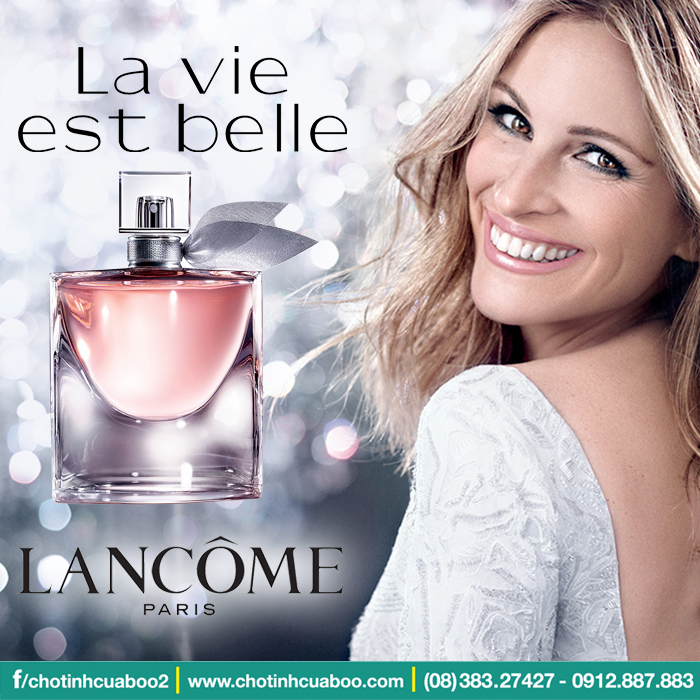 La vie
est belle
LANCÔME
PARIS
f/chotinhcuaboo2 | www.chotinhcuaboo.com | (08)383.27427 - 0912.887.883